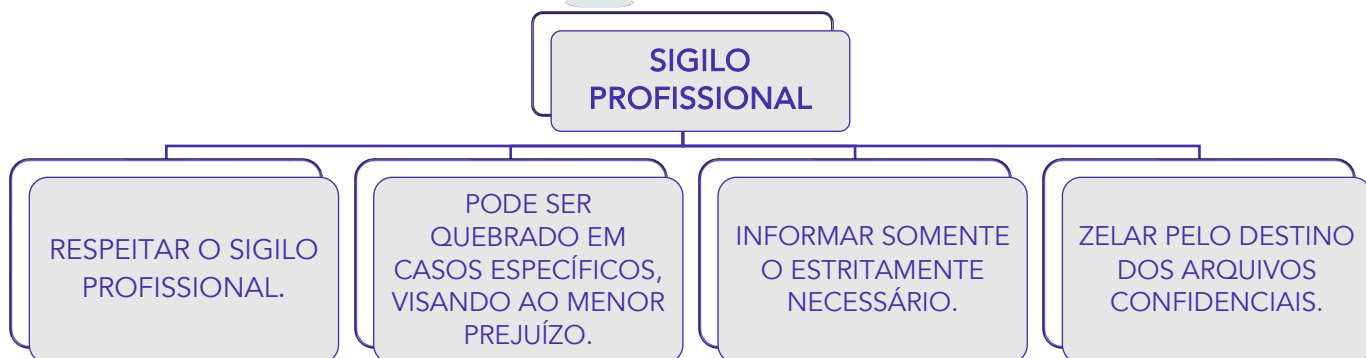 SIGILO
PROFISSIONAL
RESPEITAR O SIGILO
PROFISSIONAL.
PODE SER
QUEBRADO EM
CASOS ESPECÍFICOS,
VISANDO AO MENOR
PREJUÍZO.
INFORMAR SOMENTE
O ESTRITAMENTE
NECESSÁRIO.
ZELAR PELO DESTINO
DOS ARQUIVOS
CONFIDENCIAIS.